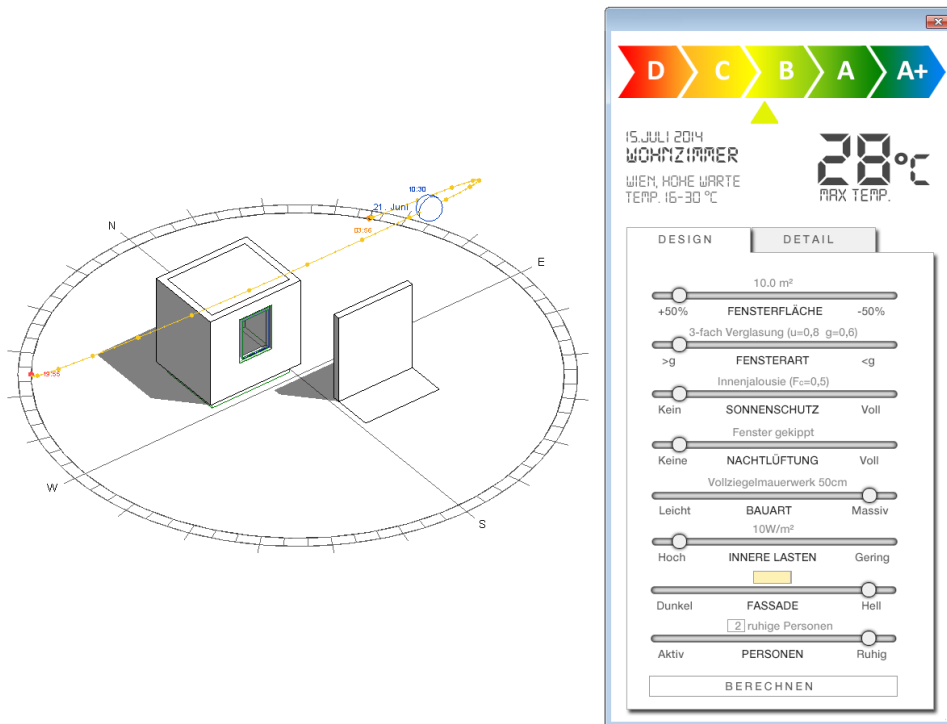 N
10:30
21. Juni
03:56
E
19:55
W
S
D C B A A+
15.JULI 2014
WOHNZIMMER
WIEN, HOHE WARTE
TEMP. 16-30 °C
28°C
MAX TEMP.
DESIGN DETAIL
10.0 m²
+50% FENSTERFLÄCHE -50%
3-fach Verglasung (u=0,8 g=0,6)
>g FENSTERART <g
Innenjalousie (Fc=0,5)
Kein SONNENSCHUTZ Voll
Fenster gekippt
Keine NACHTLÜFTUNG Voll
Vollziegelmauerwerk 50cm
Leicht BAUART Massiv
10W/m²
Hoch INNERE LASTEN Gering
Dunkel FASSADE Hell
2 ruhige Personen
Aktiv PERSONEN Ruhig
BERECHNEN